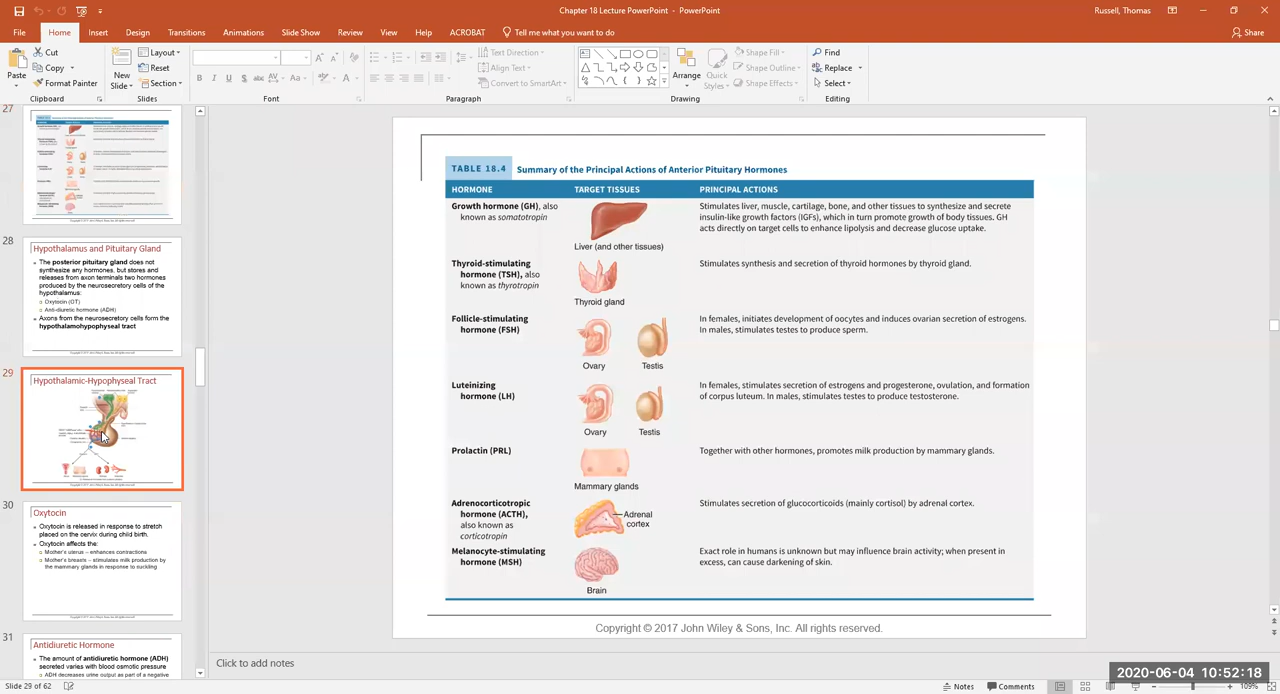 Chapter 18 Lecture PowerPoint - PowerPoint
Russell, Thomas
File Home Insert Design Transitions Animations Slide Show Review View Help ACROBAT Tell me what you want to do
Share
Paste
Cut
Copy
Format Painter
Clipboard
New Slide
Layout
Reset
Section
Slides
B I U S abc AV Aa A
Font
Text Direction
Align Text
Convert to SmartArt
Paragraph
Arrange
Quick Styles
Shape Fill
Shape Outline
Shape Effects
Drawing
Find
Replace
Select
Editing
27
28
Hypothalamus and Pituitary Gland
The posterior pituitary gland does not
synthesize any hormones, but stores and
releases from axon terminals two hormones
produced by the neurosecretory cells of the
hypothalamus:
Oxytocin (OT)
Anti-diuretic hormone (ADH)
Axons from the neurosecretory cells form the
hypothalamohypophyseal tract
29
Hypothalamic-Hypophyseal Tract
30
Oxytocin
Oxytocin is released in response to stretch
placed on the cervix during child birth.
Oxytocin affects the:
Mother's uterus – enhances contractions
Mother's breasts – stimulates milk production by
the mammary glands in response to suckling
31
Antidiuretic Hormone
The amount of antidiuretic hormone (ADH)
secreted varies with blood osmotic pressure
ADH decreases urine output as part of a negative
TABLE 18.4 Summary of the Principal Actions of Anterior Pituitary Hormones
HORMONE TARGET TISSUES PRINCIPAL ACTIONS
Growth hormone (GH), also
known as somatotropin
Liver (and other tissues)
Stimulates liver, muscle, cartilage, bone, and other tissues to synthesize and secrete
insulin-like growth factors (IGFs), which in turn promote growth of body tissues. GH
acts directly on target cells to enhance lipolysis and decrease glucose uptake.
Thyroid-stimulating
hormone (TSH), also
known as thyrotropin
Thyroid gland
Stimulates synthesis and secretion of thyroid hormones by thyroid gland.
Follicle-stimulating
hormone (FSH)
Ovary Testis
In females, initiates development of oocytes and induces ovarian secretion of estrogens.
In males, stimulates testes to produce sperm.
Luteinizing
hormone (LH)
Ovary Testis
In females, stimulates secretion of estrogens and progesterone, ovulation, and formation
of corpus luteum. In males, stimulates testes to produce testosterone.
Prolactin (PRL)
Mammary glands
Together with other hormones, promotes milk production by mammary glands.
Adrenocorticotropic
hormone (ACTH),
also known as
corticotropin
Adrenal
cortex
Stimulates secretion of glucocorticoids (mainly cortisol) by adrenal cortex.
Melanocyte-stimulating
hormone (MSH)
Brain
Exact role in humans is unknown but may influence brain activity; when present in
excess, can cause darkening of skin.
Copyright © 2017 John Wiley & Sons, Inc. All rights reserved.
Click to add notes
2020-06-04 10:52:18
Slide 29 of 62
Notes
Comments
109%